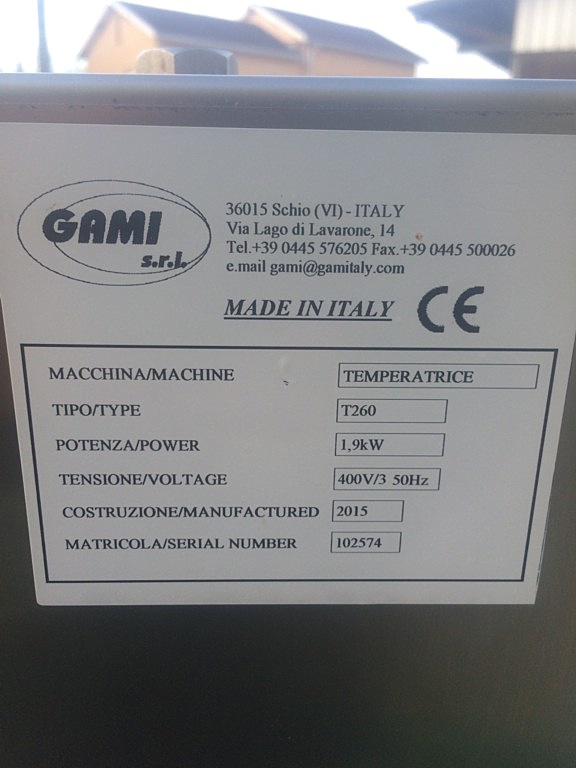 GAMI
s.r.l.
36015 Schio (VI) - ITALY
Via Lago di Lavarone, 14
Tel.+39 0445 576205 Fax.+39 0445 500026
e.mail gami@gamitaly.com
MADE IN ITALY CE
MACCHINA/MACHINE TEMPERATRICE
TIPO/TYPE T260
POTENZA/POWER 1,9kW
TENSIONE/VOLTAGE 400V/3 50Hz
COSTRUZIONE/MANUFACTURED 2015
MATRICOLA/SERIAL NUMBER 102574